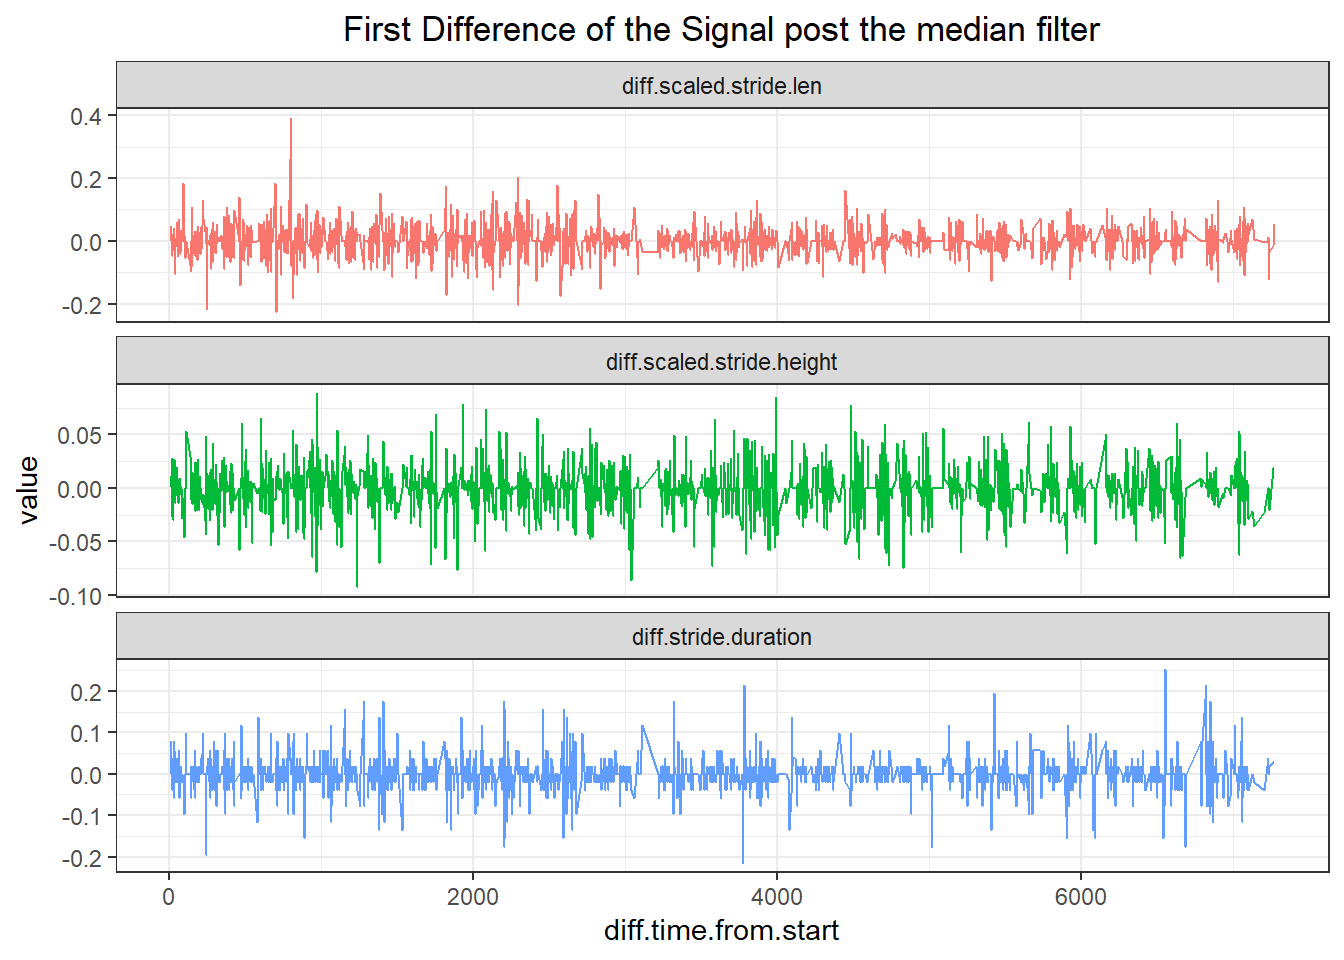 First Difference of the Signal post the median filter
diff.scaled.stride.len
0.4
0.2
0.0
-0.2
diff.scaled.stride.height
0.05
0.00
-0.05
-0.10
value
diff.stride.duration
0.2
0.1
0.0
-0.1
-0.2
0 2000 4000 6000
diff.time.from.start